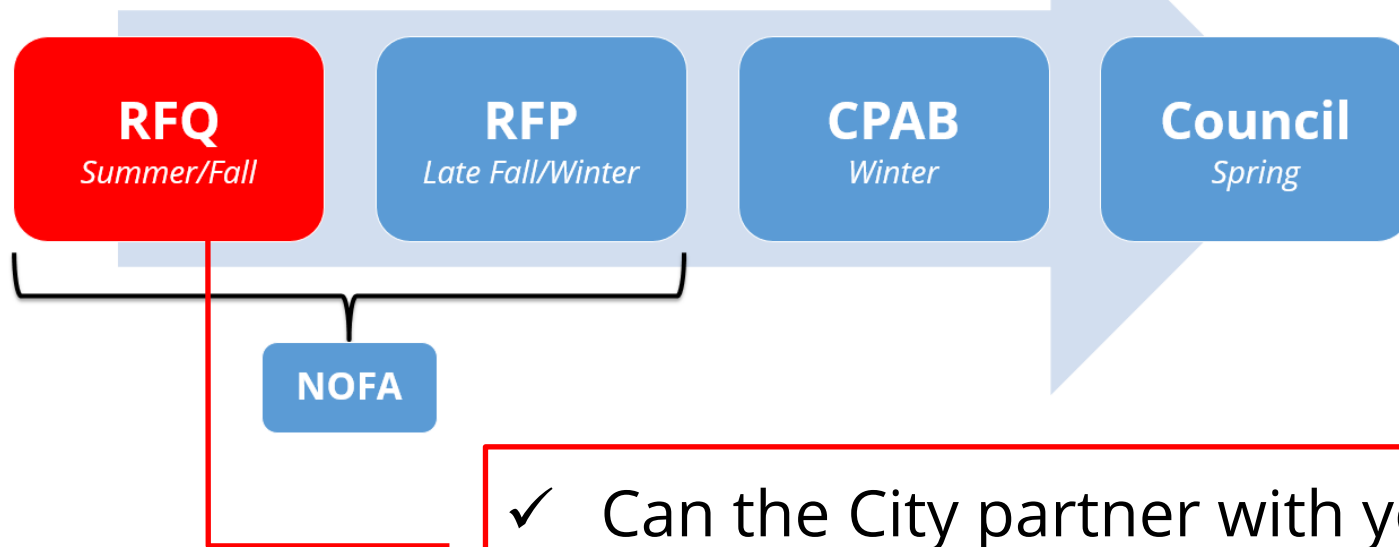 RFQ
Summer/Fall
RFP
Late Fall/Winter
CPAB
Winter
Council
Spring
NOFA
✓ Can the City partner with